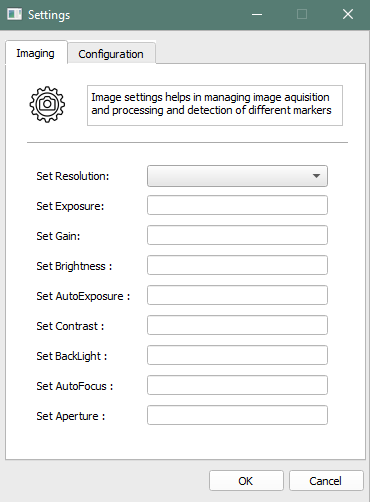 Settings
Imaging
Configuration
Image settings helps in managing image aquisition
and processing and detection of different markers
Set Resolution:
Set Exposure:
Set Gain:
Set Brightness :
Set AutoExposure :
Set Contrast :
Set BackLight :
Set AutoFocus :
Set Aperture :
OK
Cancel